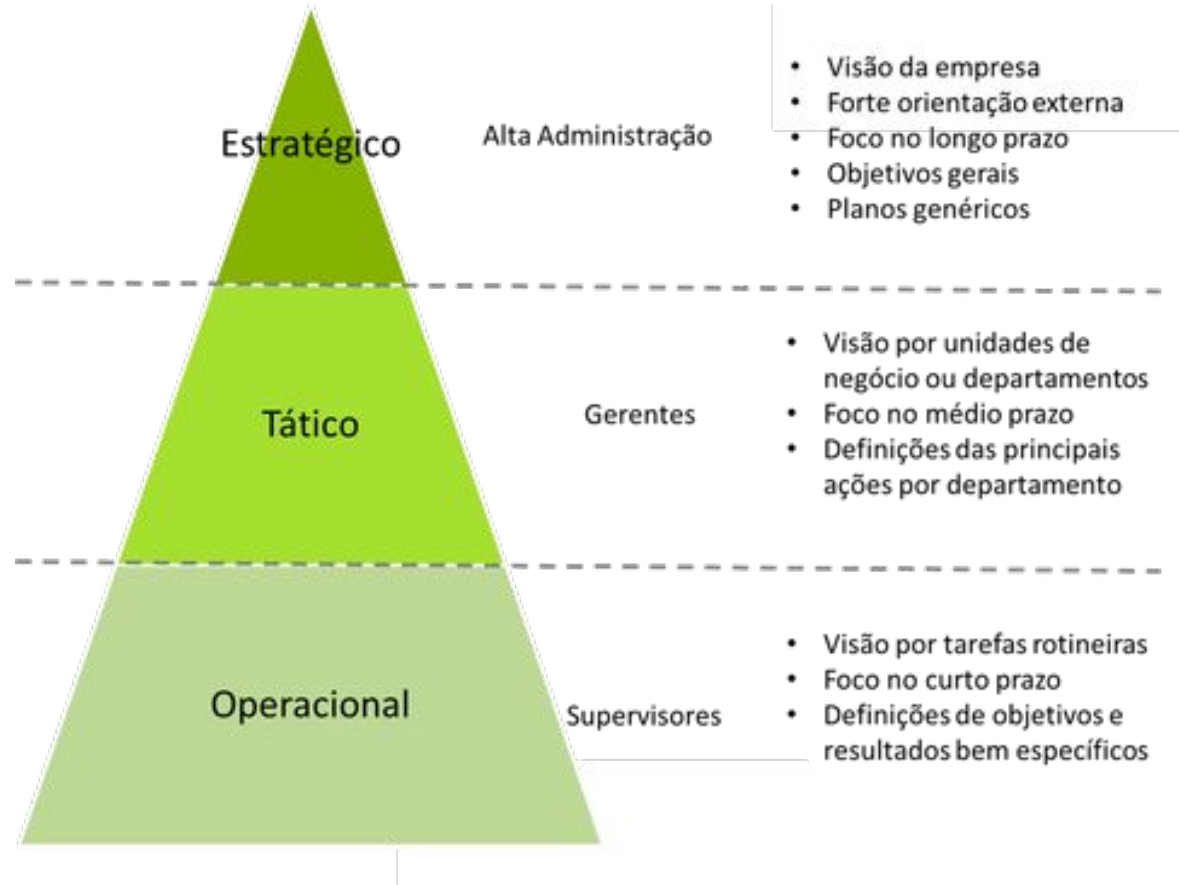 Estratégico
Alta Administração
• Visão da empresa
• Forte orientação externa
• Foco no longo prazo
• Objetivos gerais
• Planos genéricos
Tático
Gerentes
• Visão por unidades de
negócio ou departamentos
• Foco no médio prazo
• Definições das principais
ações por departamento
Operacional
Supervisores
• Visão por tarefas rotineiras
• Foco no curto prazo
• Definições de objetivos e
resultados bem específicos